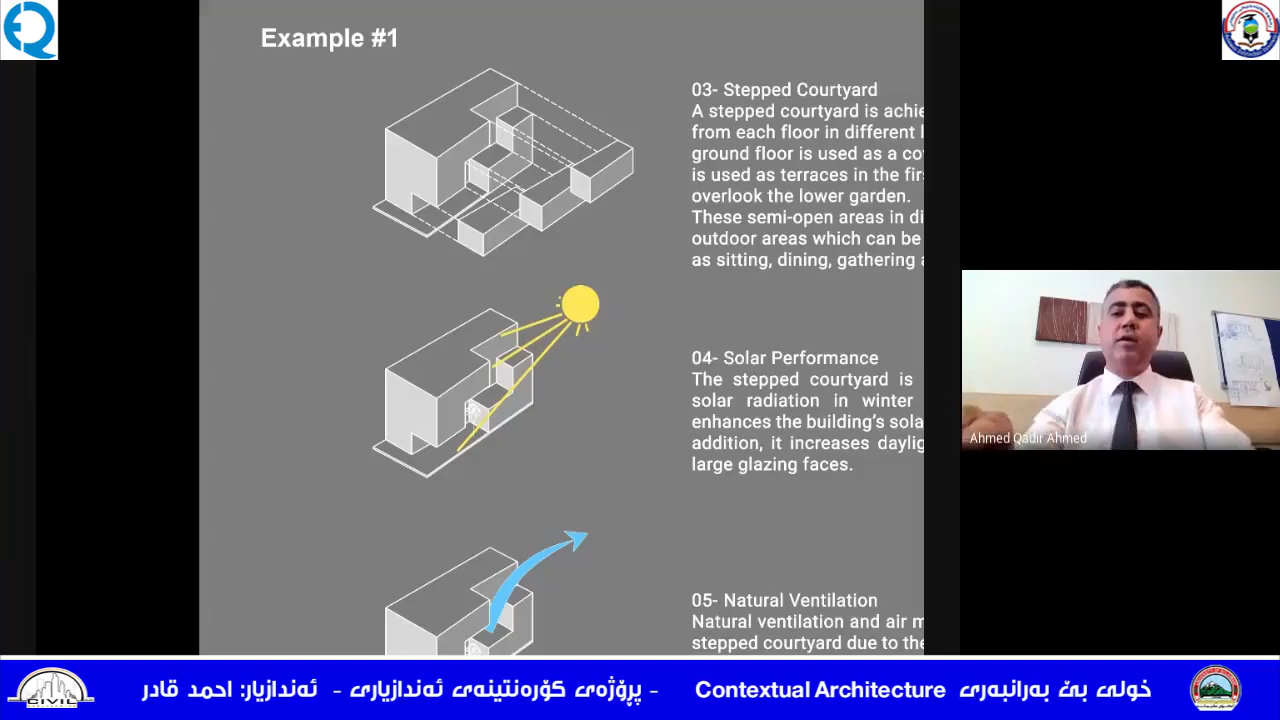 Example #1
03- Stepped Courtyard
A stepped courtyard is achie
from each floor in different l
ground floor is used as a co
is used as terraces in the fir
overlook the lower garden.
These semi-open areas in di
outdoor areas which can be
as sitting, dining, gathering a
04- Solar Performance
The stepped courtyard is
solar radiation in winter
enhances the building's sola
addition, it increases daylig
large glazing faces.
05- Natural Ventilation
Natural ventilation and air m
stepped courtyard due to the
Ahmed Qadir Ahmed
CIVIL
خولی بێ بەرانبەری Contextual Architecture - پڕۆژەی کۆرەنتینەی ئەندازیاری - ئەندازیار: احمد قادر